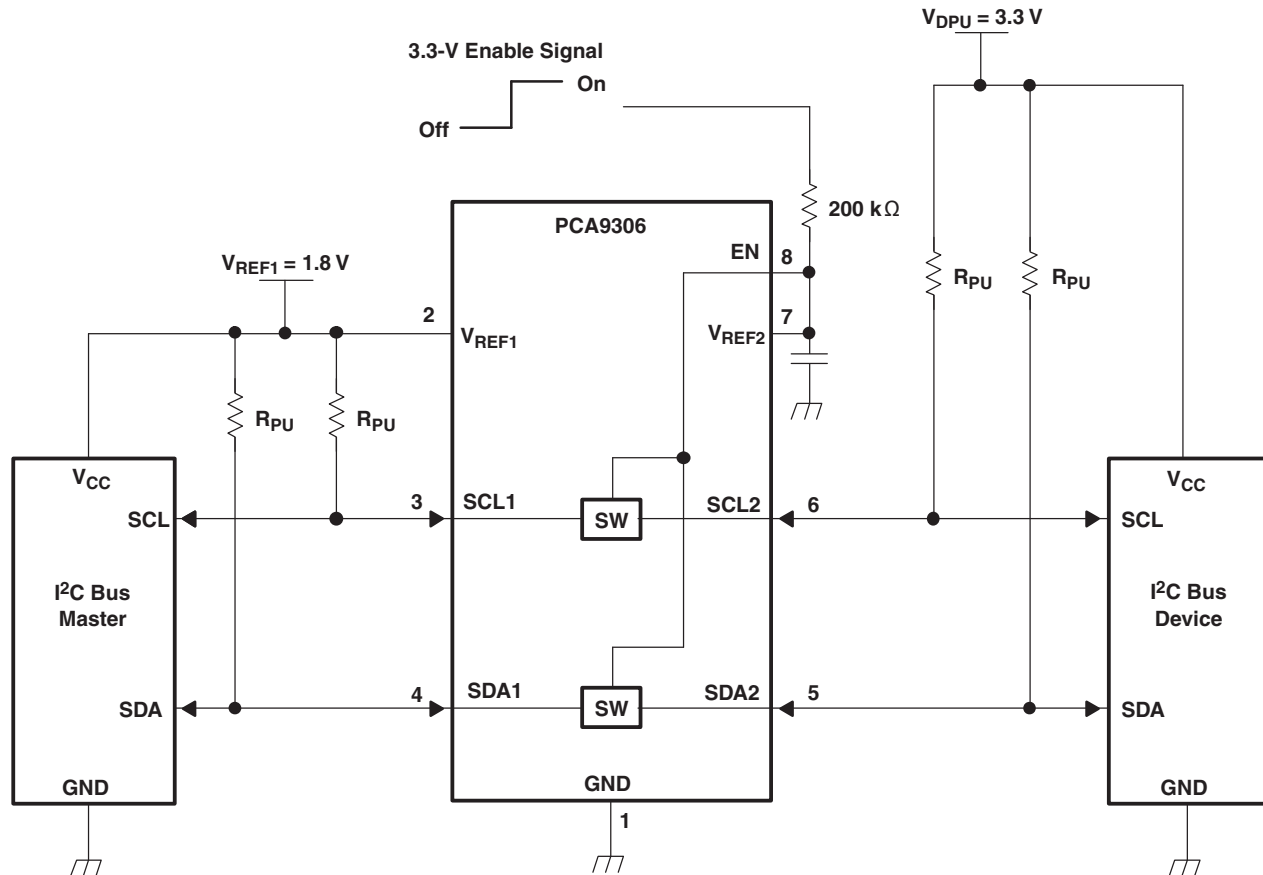 V_DPU = 3.3 V
3.3-V Enable Signal
On
Off
200 kΩ
PCA9306
EN
8
R_PU
R_PU
V_REF1 = 1.8 V
2
V_REF1
7
V_REF2
R_PU
R_PU
V_CC
V_CC
SCL
3
SCL1
SW
SCL2
6
SCL
I²C Bus
Master
I²C Bus
Device
SDA
4
SDA1
SW
SDA2
5
SDA
GND
GND
GND
1